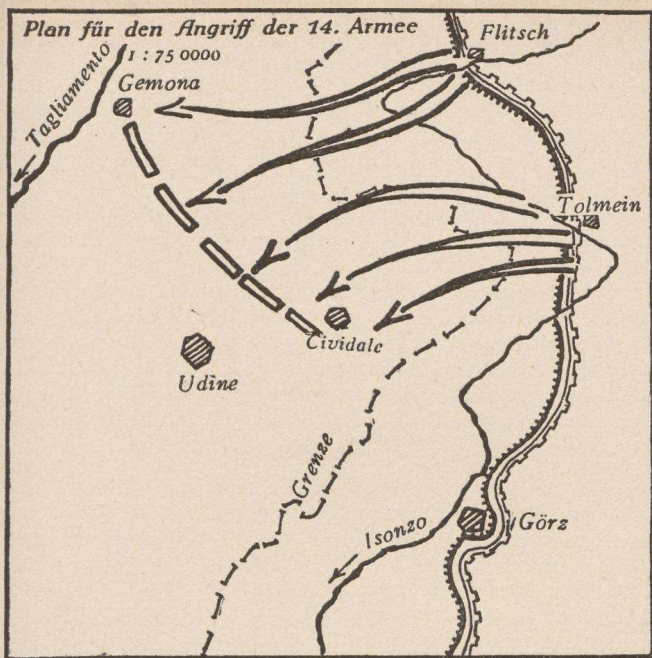 Plan für den Angriff der 14. Armee
1 : 75 0000
Flitsch
Tagliamento
Gemona
Tolmein
Cividale
Udine
Grenze
Isonzo
Görz